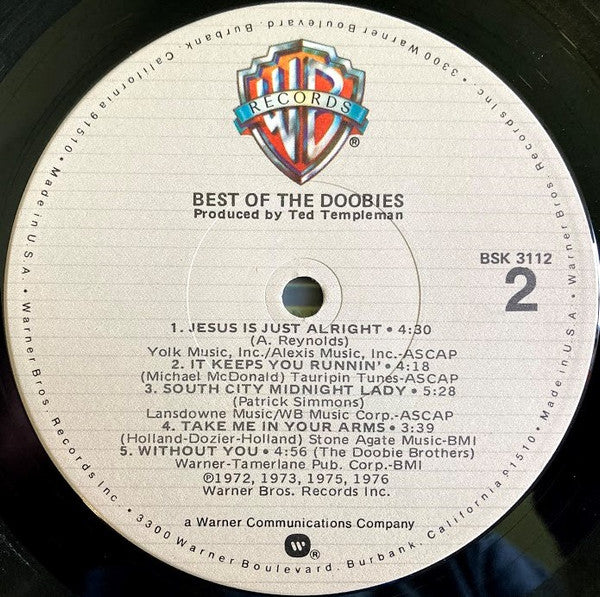 WB
RECORDS
®
BEST OF THE DOOBIES
Produced by Ted Templeman
BSK 3112
2
1. JESUS IS JUST ALRIGHT • 4:30
(A. Reynolds)
Yolk Music, Inc./Alexis Music, Inc.-ASCAP
2. IT KEEPS YOU RUNNIN' • 4:18
(Michael McDonald) Tauripin Tunes-ASCAP
3. SOUTH CITY MIDNIGHT LADY • 5:28
(Patrick Simmons)
Lansdowne Music/WB Music Corp.-ASCAP
4. TAKE ME IN YOUR ARMS • 3:39
(Holland-Dozier-Holland) Stone Agate Music-BMI
5. WITHOUT YOU • 4:56 (The Doobie Brothers)
Warner-Tamerlane Pub. Corp.-BMI
℗1972, 1973, 1975, 1976
Warner Bros. Records Inc.
a Warner Communications Company
W®
Warner Bros. Records Inc. • 3300 Warner Boulevard. Burbank. California 91510 • Made in U.S.A. • Warner Bros. Records Inc. • 3300 Warner Boulevard. Burbank. California 91510 • Made in U.S.A. •